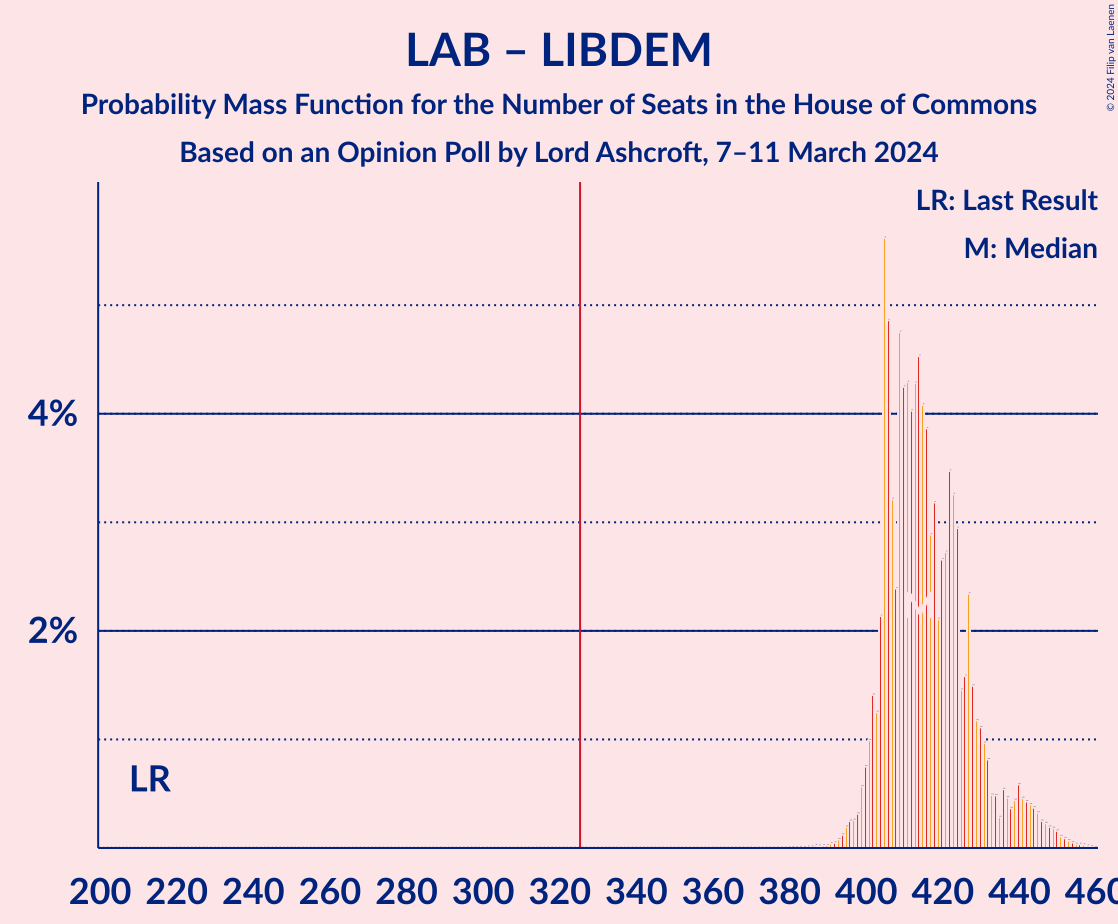 LAB – LIBDEM
Probability Mass Function for the Number of Seats in the House of Commons
Based on an Opinion Poll by Lord Ashcroft, 7–11 March 2024
© 2024 Filip van Laenen
LR: Last Result
M: Median
4%
2%
LR
200 220 240 260 280 300 320 340 360 380 400 420 440 460